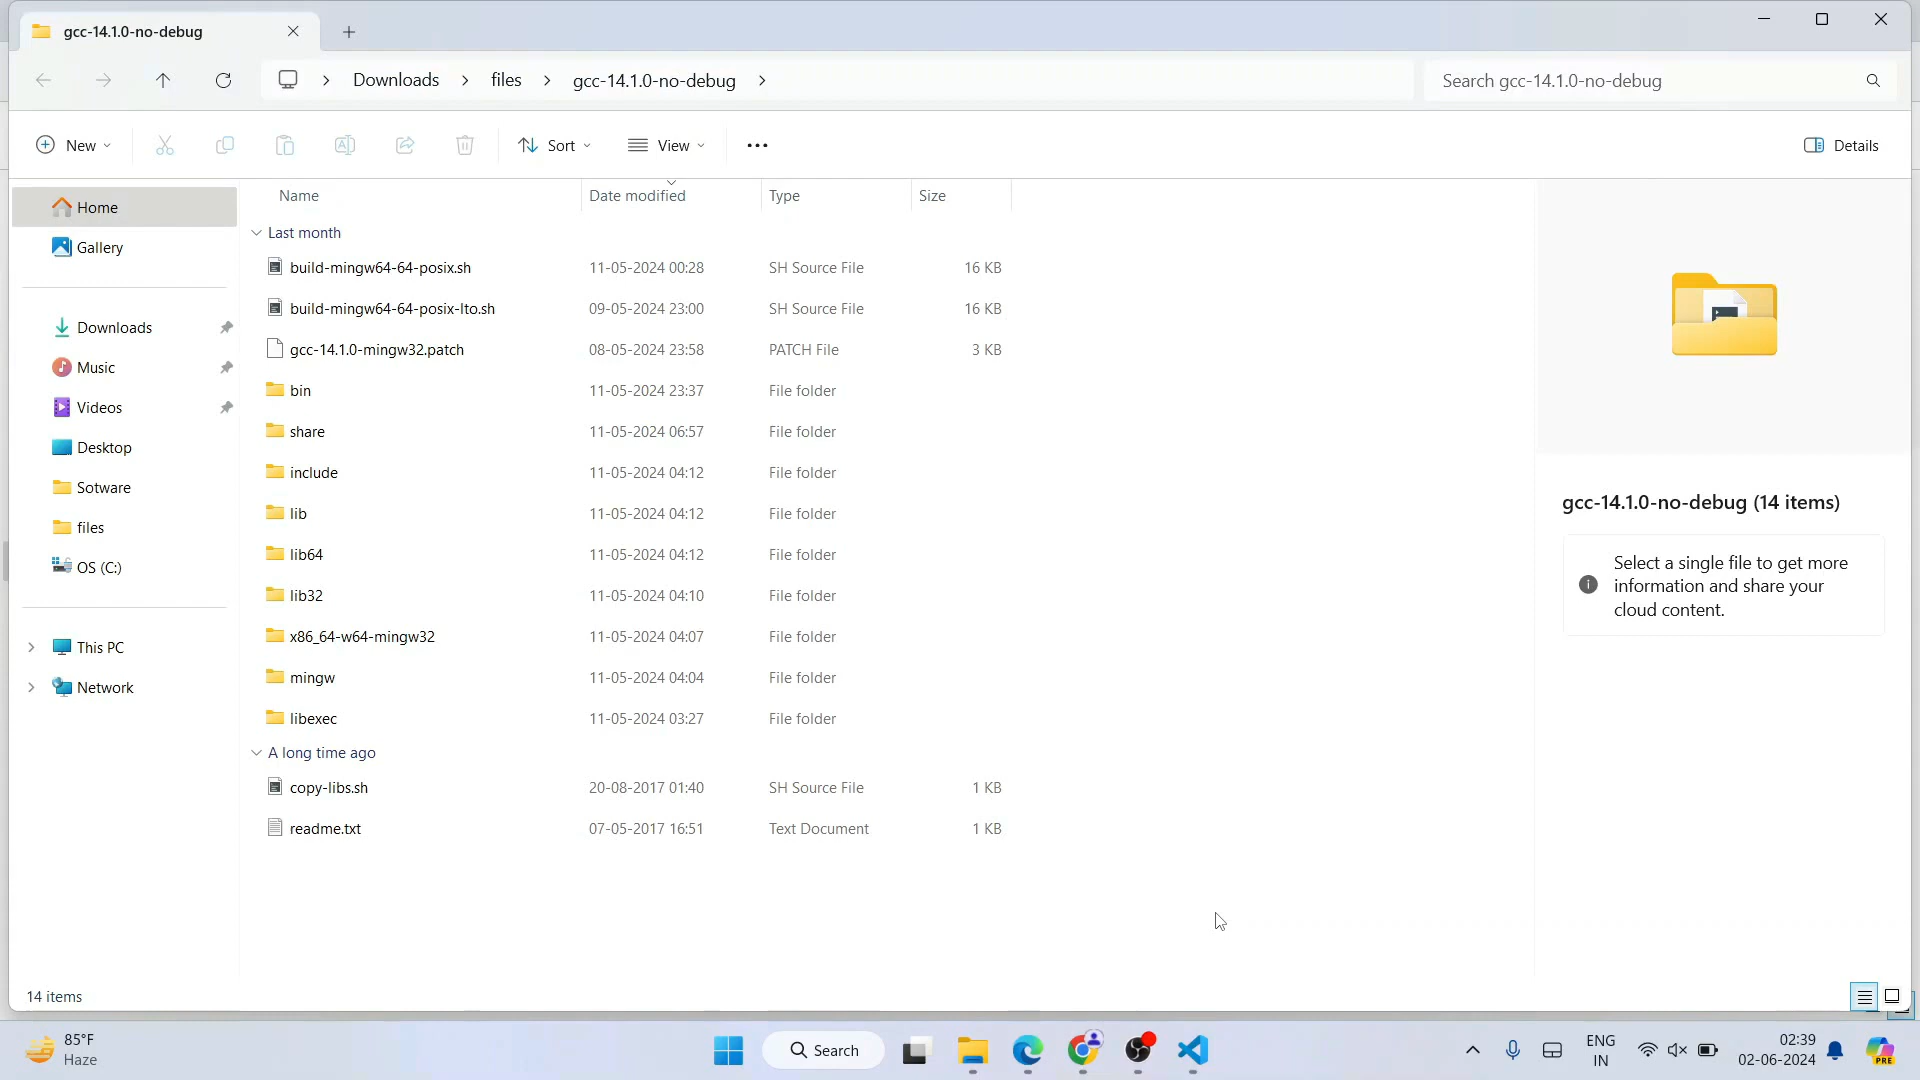 gcc-14.1.0-no-debug
Downloads
files
gcc-14.1.0-no-debug
Search gcc-14.1.0-no-debug
New
Sort
View
Details
Home
Gallery
Downloads
Music
Videos
Desktop
Sotware
files
OS (C:)
This PC
Network
Name Date modified Type Size
Last month
build-mingw64-64-posix.sh 11-05-2024 00:28 SH Source File 16 KB
build-mingw64-64-posix-lto.sh 09-05-2024 23:00 SH Source File 16 KB
gcc-14.1.0-mingw32.patch 08-05-2024 23:58 PATCH File 3 KB
bin 11-05-2024 23:37 File folder
share 11-05-2024 06:57 File folder
include 11-05-2024 04:12 File folder
lib 11-05-2024 04:12 File folder
lib64 11-05-2024 04:12 File folder
lib32 11-05-2024 04:10 File folder
x86_64-w64-mingw32 11-05-2024 04:07 File folder
mingw 11-05-2024 04:04 File folder
libexec 11-05-2024 03:27 File folder
A long time ago
copy-libs.sh 20-08-2017 01:40 SH Source File 1 KB
readme.txt 07-05-2017 16:51 Text Document 1 KB
gcc-14.1.0-no-debug (14 items)
Select a single file to get more
information and share your
cloud content.
14 items
85°F
Haze
Search
ENG
IN
02:39
02-06-2024
PRE